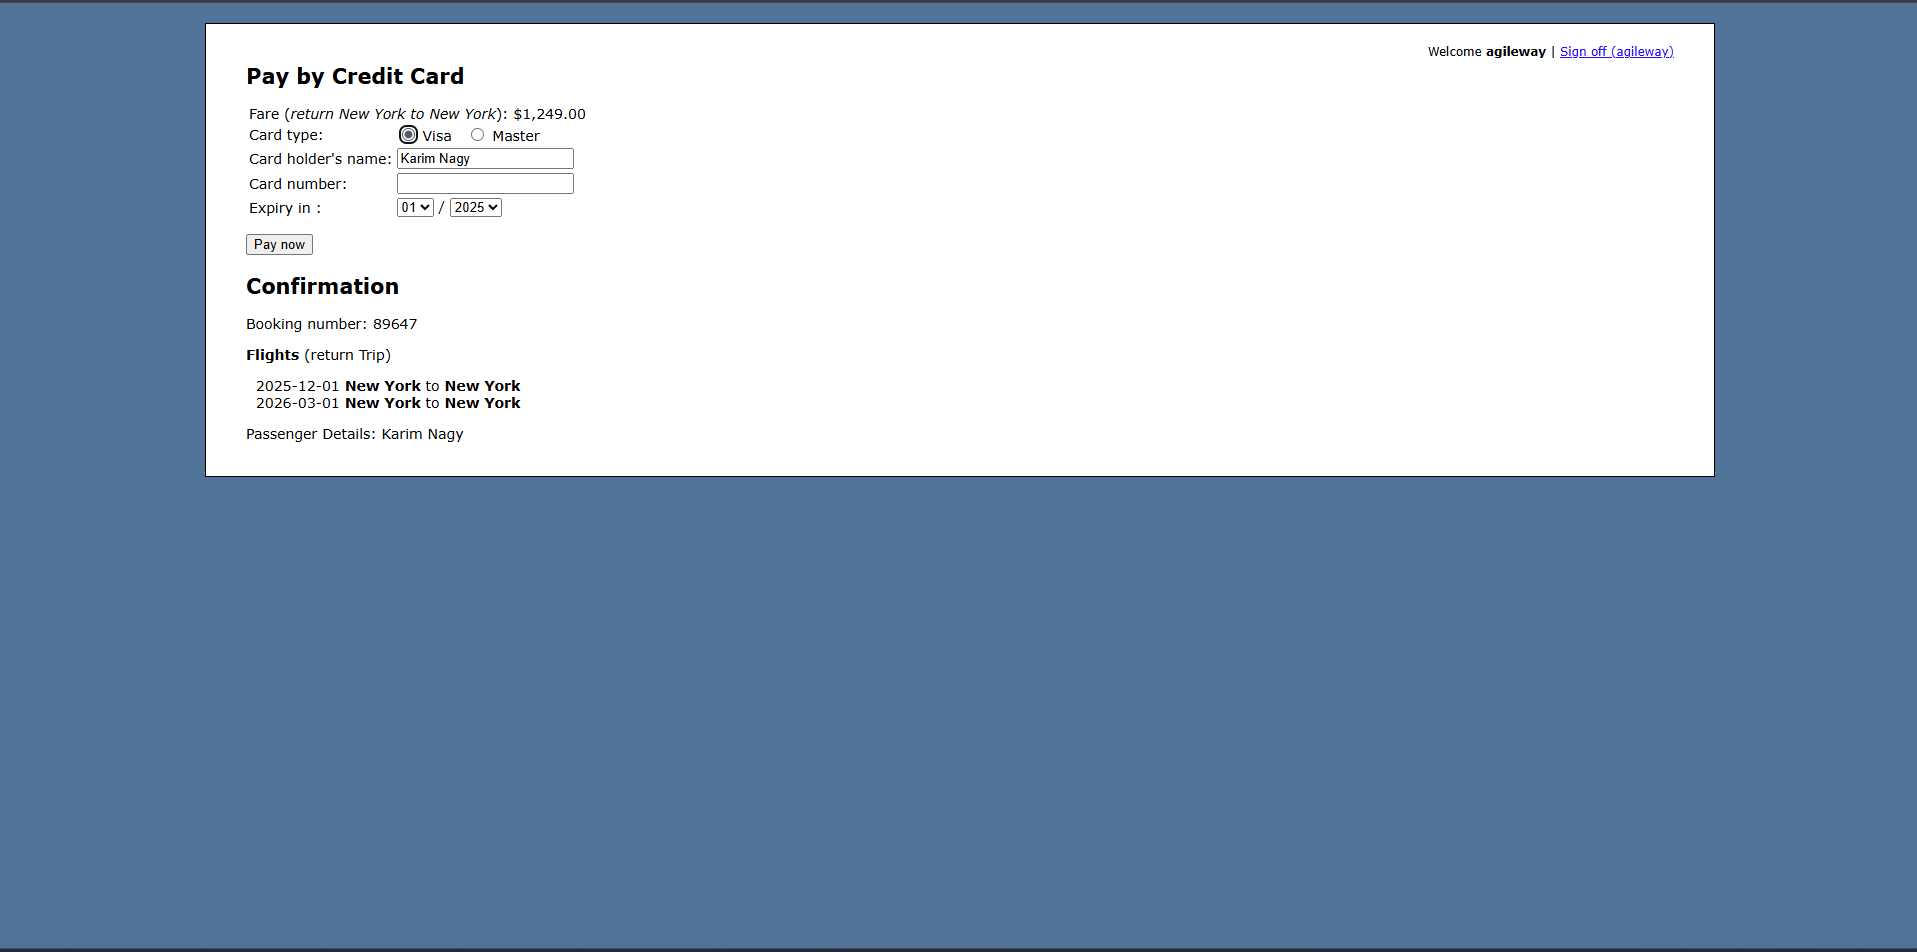 Welcome agileway | Sign off (agileway)
Pay by Credit Card
Fare (return New York to New York): $1,249.00
Card type: Visa Master
Card holder's name: Karim Nagy
Card number:
Expiry in : 01 / 2025
Pay now
Confirmation
Booking number: 89647
Flights (return Trip)
2025-12-01 New York to New York
2026-03-01 New York to New York
Passenger Details: Karim Nagy